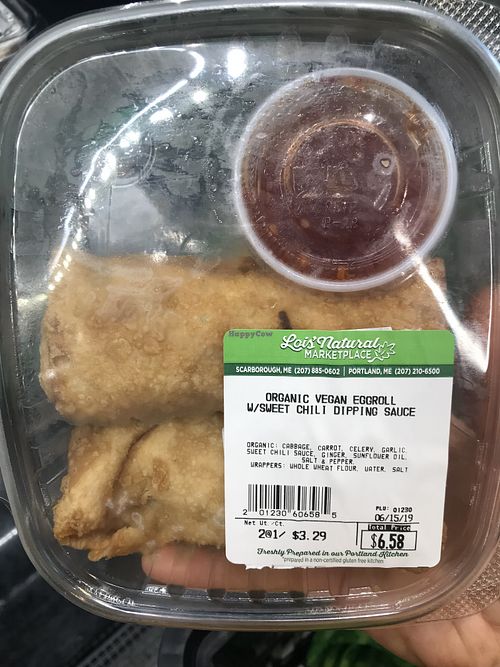 HappyCow
Lois' Natural
MARKETPLACE
SCARBOROUGH, ME (207) 885-0602 | PORTLAND, ME (207) 210-6500
ORGANIC VEGAN EGGROLL
W/SWEET CHILI DIPPING SAUCE
ORGANIC: CABBAGE, CARROT, CELERY, GARLIC,
SWEET CHILI SAUCE, GINGER, SUNFLOWER OIL,
SALT & PEPPER.
WRAPPERS: WHOLE WHEAT FLOUR, WATER, SALT
2 01230 60658 5
PLU: 01230
06/15/19
Net Wt./Ct.
Total Price
2@1/ $3.29
$6.58
Freshly Prepared in our Portland Kitchen
*prepared in a non-certified gluten free kitchen